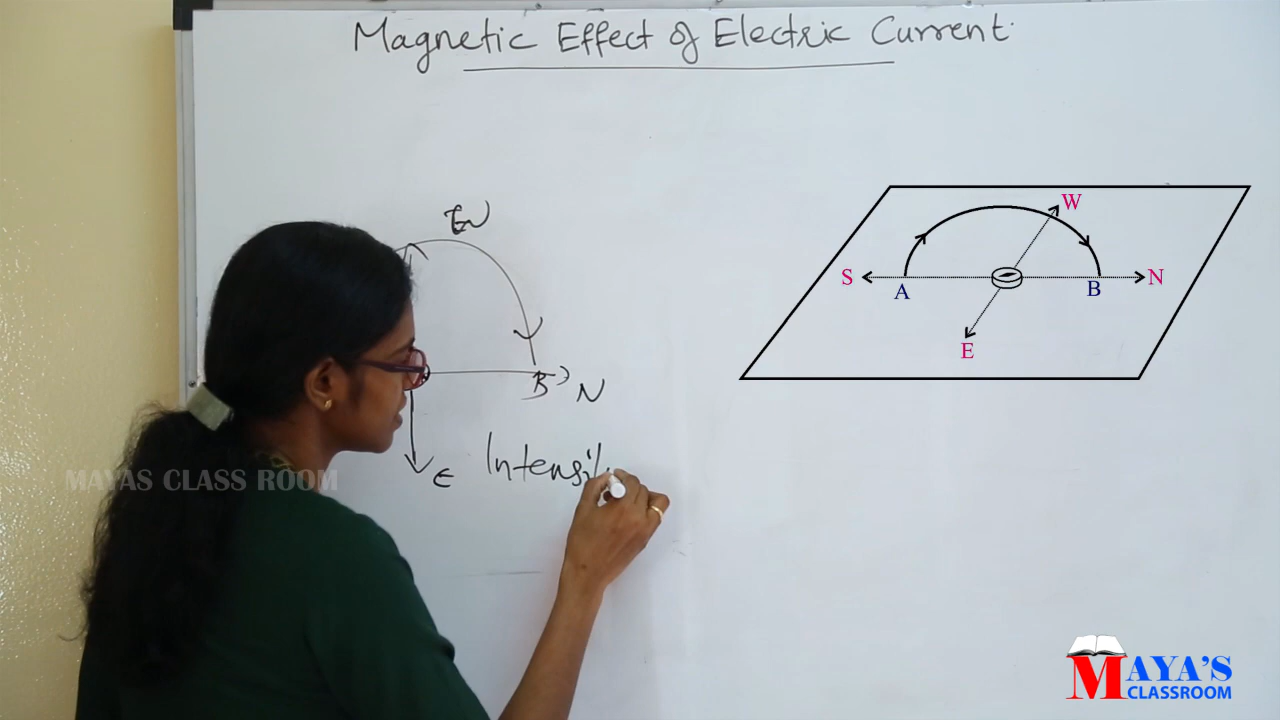 Magnetic Effect of Electric Current
W
S
N
A
B
E
B N
E Intensi
MAYAS CLASS ROOM
MAYA'S
CLASSROOM